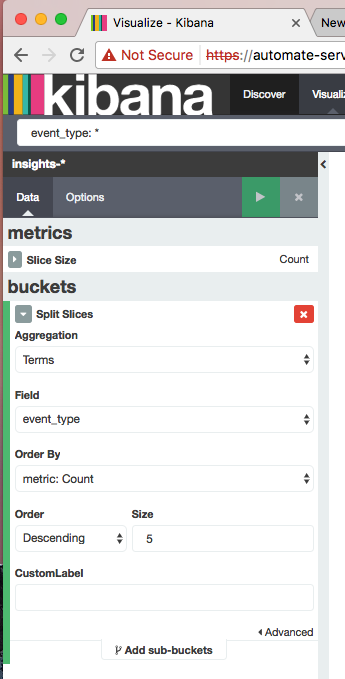 Visualize - Kibana
New
Not Secure https://automate-serv
kibana
Discover
Visualiz
event_type: *
insights-*
Data
Options
metrics
Slice Size
Count
buckets
Split Slices
Aggregation
Terms
Field
event_type
Order By
metric: Count
Order
Size
Descending
5
CustomLabel
Advanced
Add sub-buckets